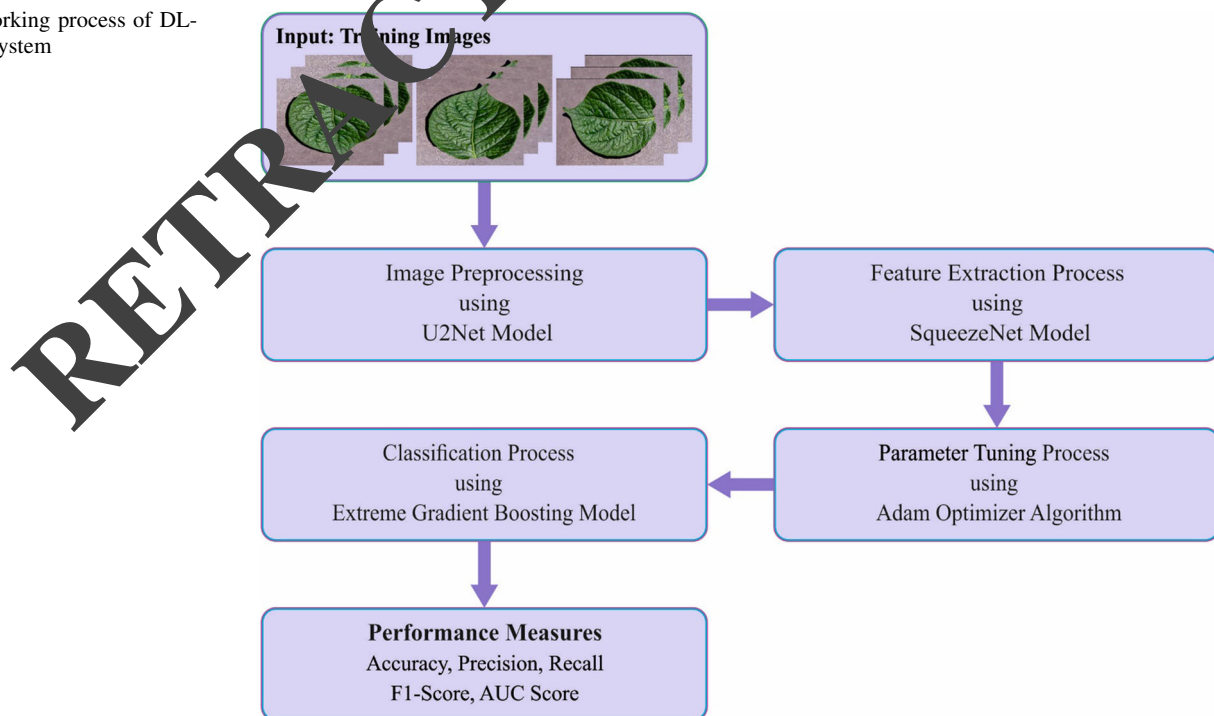 orking process of DL-
ystem
Input: Training Images
Image Preprocessing
using
U2Net Model
Feature Extraction Process
using
SqueezeNet Model
Parameter Tuning Process
using
Adam Optimizer Algorithm
Classification Process
using
Extreme Gradient Boosting Model
Performance Measures
Accuracy, Precision, Recall
F1-Score, AUC Score
RETRAC